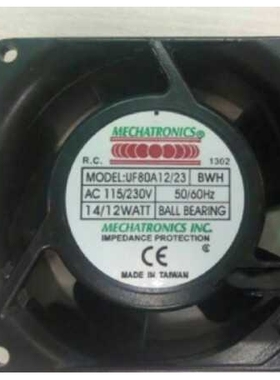 MECHATRONICS®
R.C. 1302
MODEL:UF80A12/23 BWH
AC 115/230V 50/60Hz
14/12WATT BALL BEARING
MECHATRONICS INC.
IMPEDANCE PROTECTION
CE
MADE IN TAIWAN